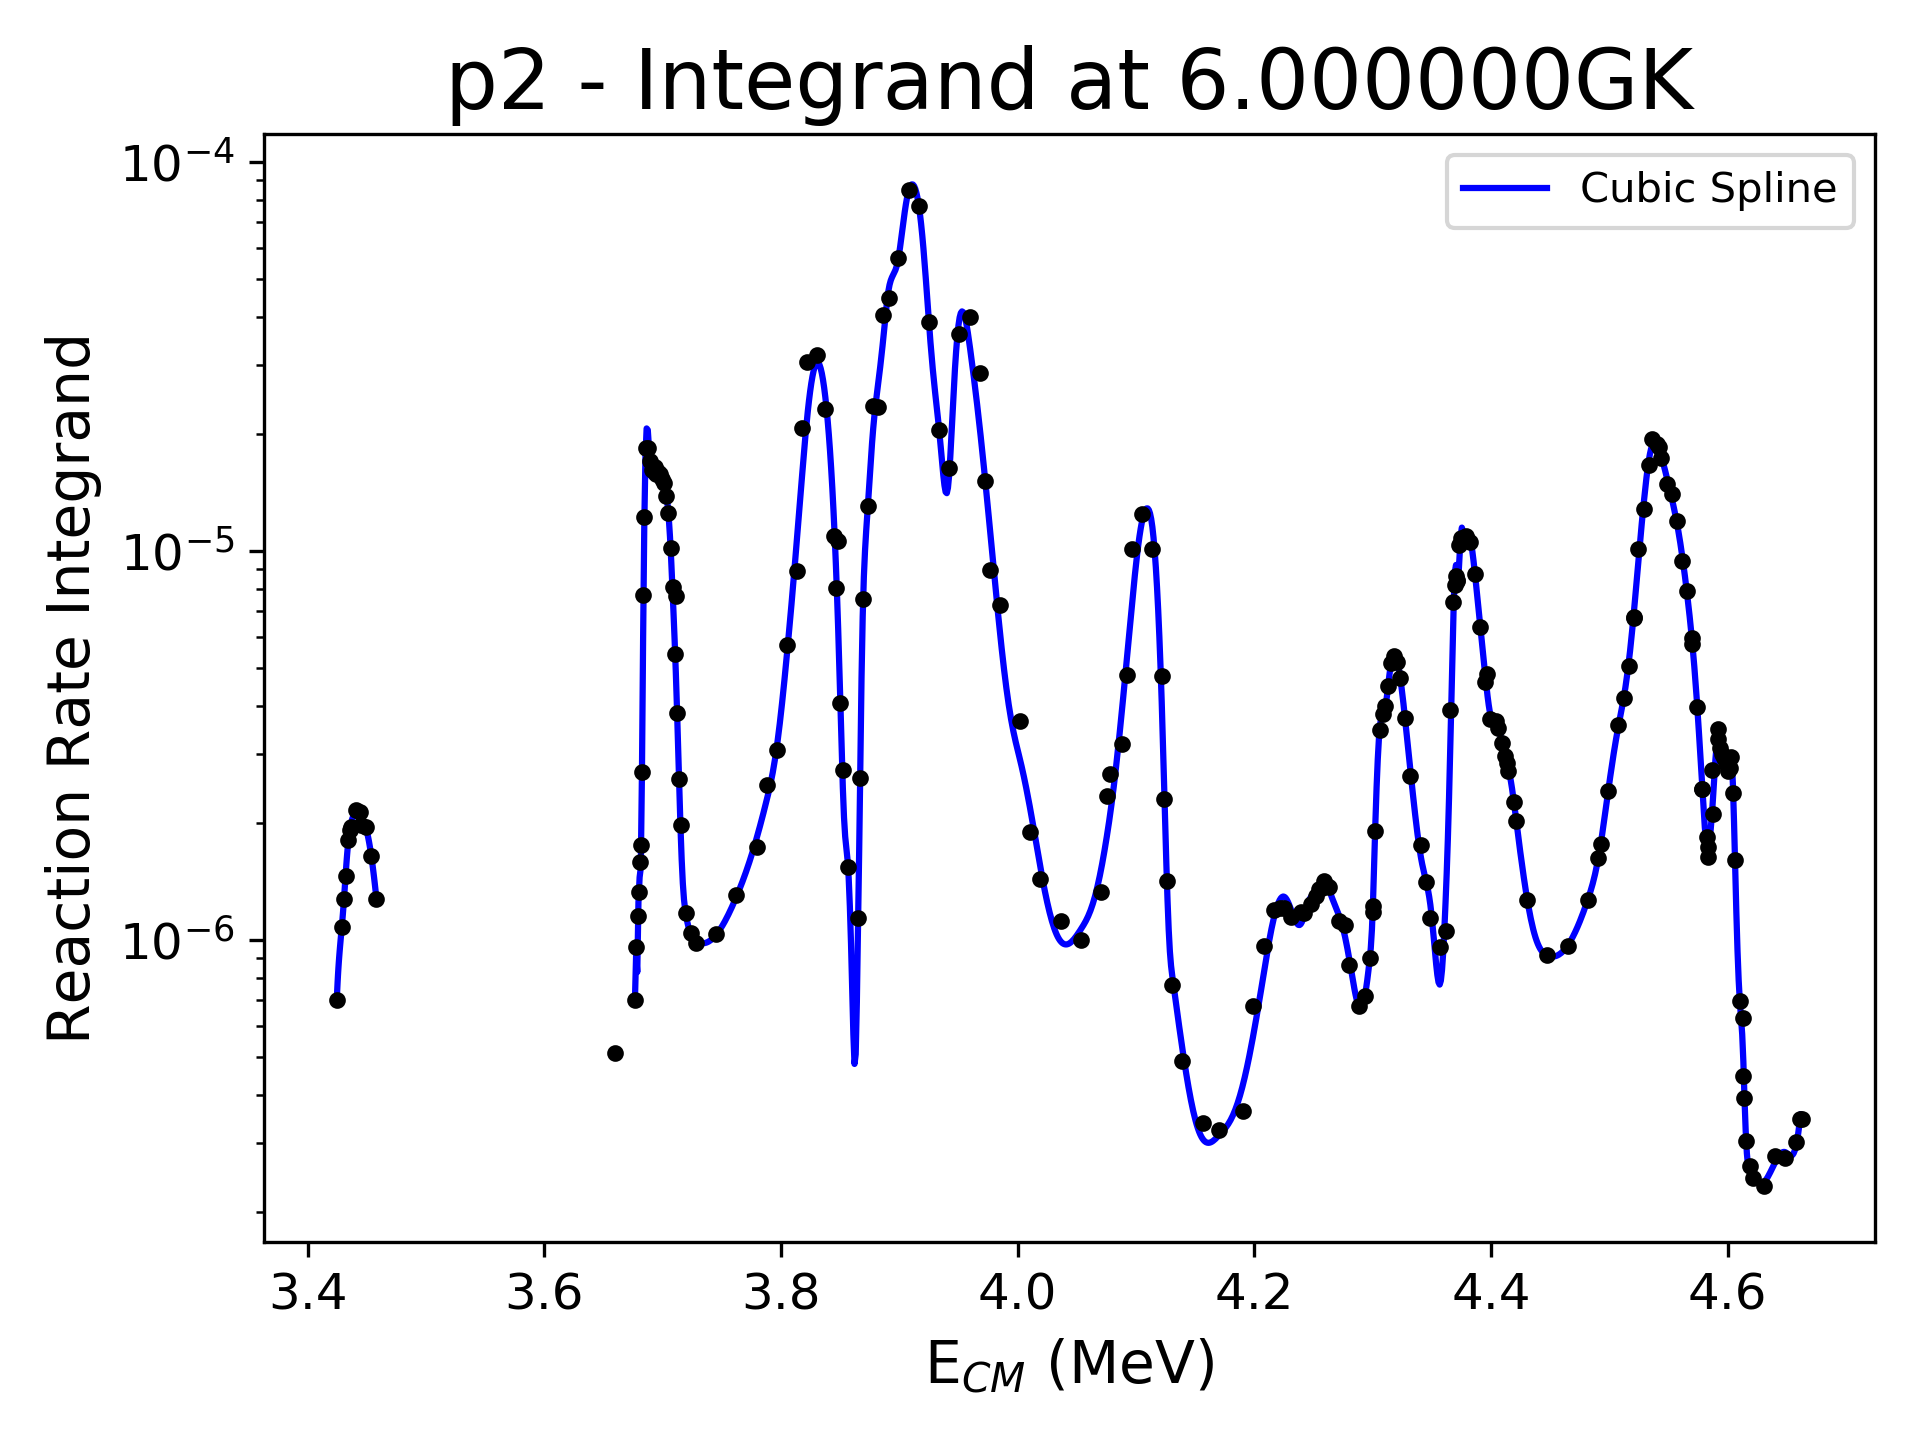 p2 - Integrand at 6.000000GK
Cubic Spline
Reaction Rate Integrand
10⁻⁴
10⁻⁵
10⁻⁶
3.4 3.6 3.8 4.0 4.2 4.4 4.6
E_CM (MeV)